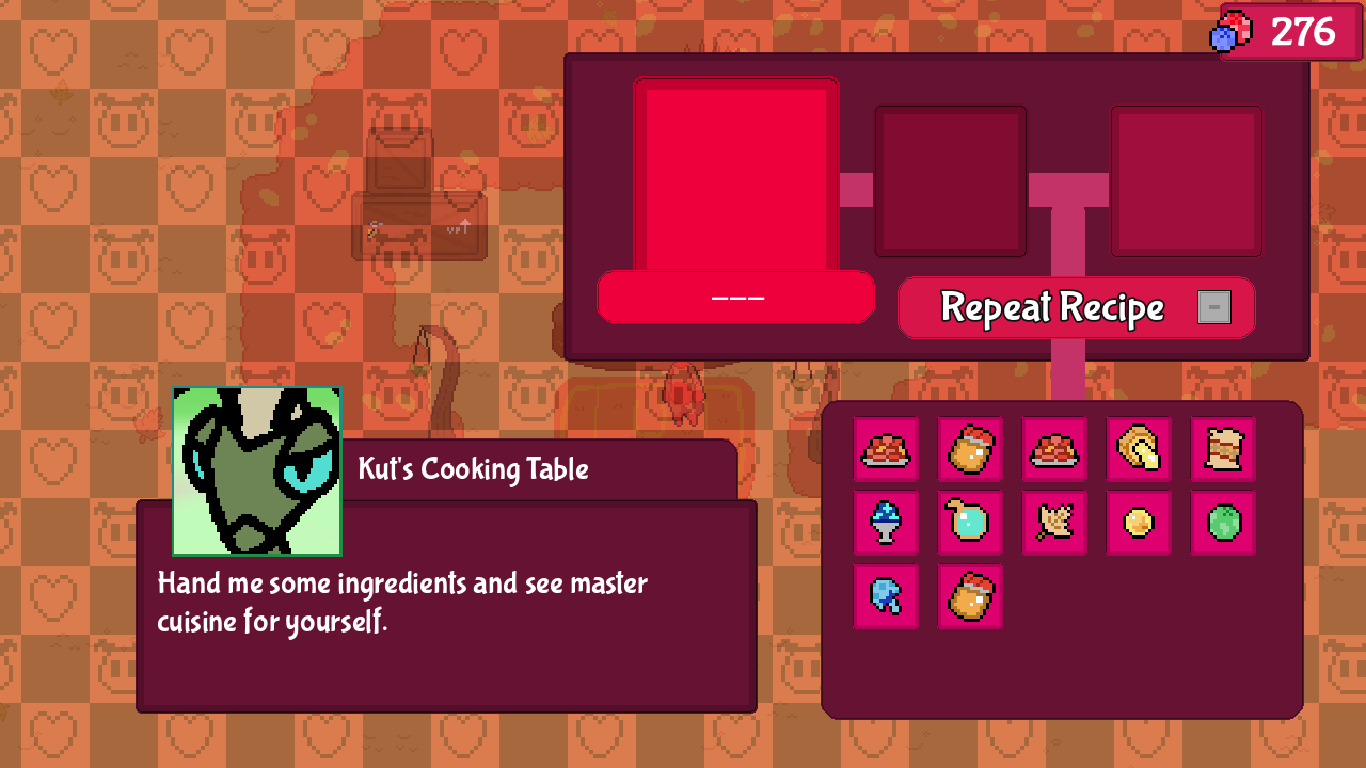 276
---
Repeat Recipe -
Kut's Cooking Table
Hand me some ingredients and see master
cuisine for yourself.